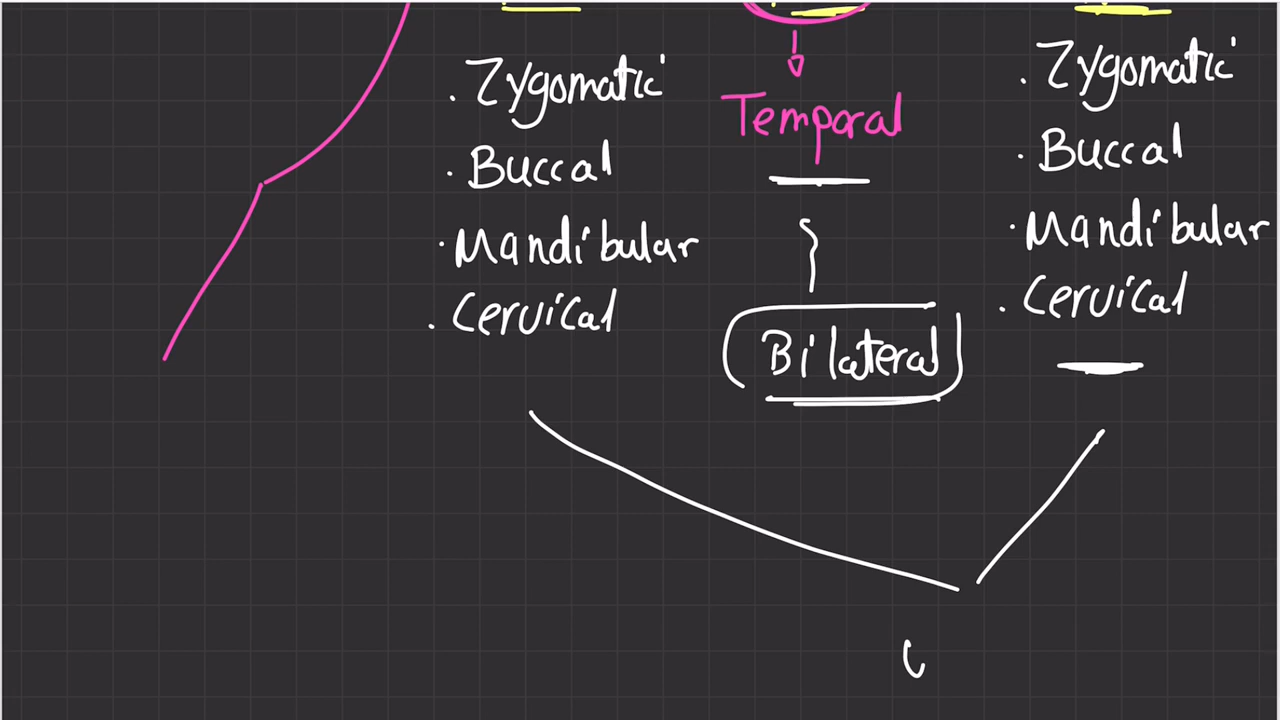 . Zygomatic
. Buccal
. Mandibular
. Cervical
Temporal
Bilateral
. Zygomatic
. Buccal
. Mandibular
. Cervical